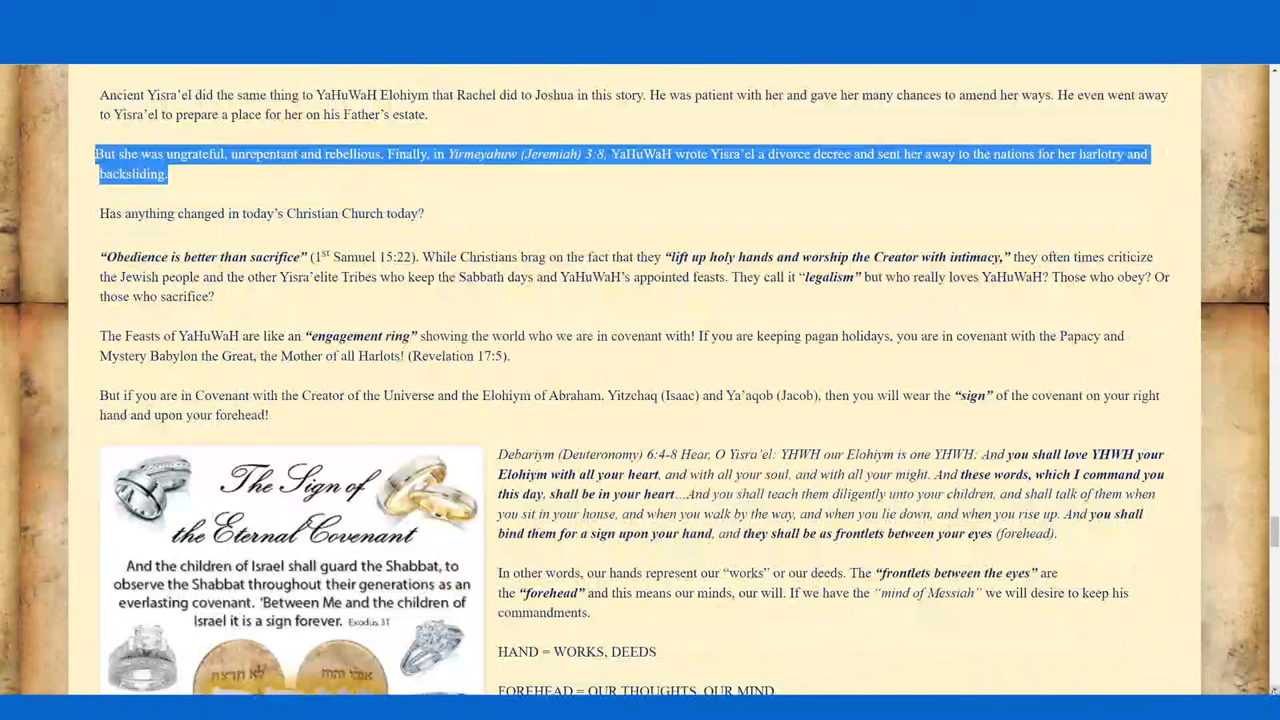 Ancient Yisra’el did the same thing to YaHuWaH Elohiym that Rachel did to Joshua in this story. He was patient with her and gave her many chances to amend her ways. He even went away
to Yisra’el to prepare a place for her on his Father’s estate.
But she was ungrateful, unrepentant and rebellious. Finally, in Yirmeyahuw (Jeremiah) 3:8, YaHuWaH wrote Yisra’el a divorce decree and sent her away to the nations for her harlotry and
backsliding.
Has anything changed in today’s Christian Church today?
“Obedience is better than sacrifice” (1st Samuel 15:22). While Christians brag on the fact that they “lift up holy hands and worship the Creator with intimacy,” they often times criticize
the Jewish people and the other Yisra’elite Tribes who keep the Sabbath days and YaHuWaH’s appointed feasts. They call it “legalism” but who really loves YaHuWaH? Those who obey? Or
those who sacrifice?
The Feasts of YaHuWaH are like an “engagement ring” showing the world who we are in covenant with! If you are keeping pagan holidays, you are in covenant with the Papacy and
Mystery Babylon the Great, the Mother of all Harlots! (Revelation 17:5).
But if you are in Covenant with the Creator of the Universe and the Elohiym of Abraham. Yitzchaq (Isaac) and Ya’aqob (Jacob), then you will wear the “sign” of the covenant on your right
hand and upon your forehead!
The Sign of
the Eternal Covenant
And the children of Israel shall guard the Shabbat, to
observe the Shabbat throughout their generations as an
everlasting covenant. ‘Between Me and the children of
Israel it is a sign forever. Exodus 31
לא תרצח
אנכי יהוה
Debariym (Deuteronomy) 6:4-8 Hear, O Yisra’el: YHWH our Elohiym is one YHWH: And you shall love YHWH your
Elohiym with all your heart, and with all your soul, and with all your might. And these words, which I command you
this day, shall be in your heart…And you shall teach them diligently unto your children, and shall talk of them when
you sit in your house, and when you walk by the way, and when you lie down, and when you rise up. And you shall
bind them for a sign upon your hand, and they shall be as frontlets between your eyes (forehead).
In other words, our hands represent our “works” or our deeds. The “frontlets between the eyes” are
the “forehead” and this means our minds, our will. If we have the “mind of Messiah” we will desire to keep his
commandments.
HAND = WORKS, DEEDS
FOREHEAD = OUR THOUGHTS, OUR MIND